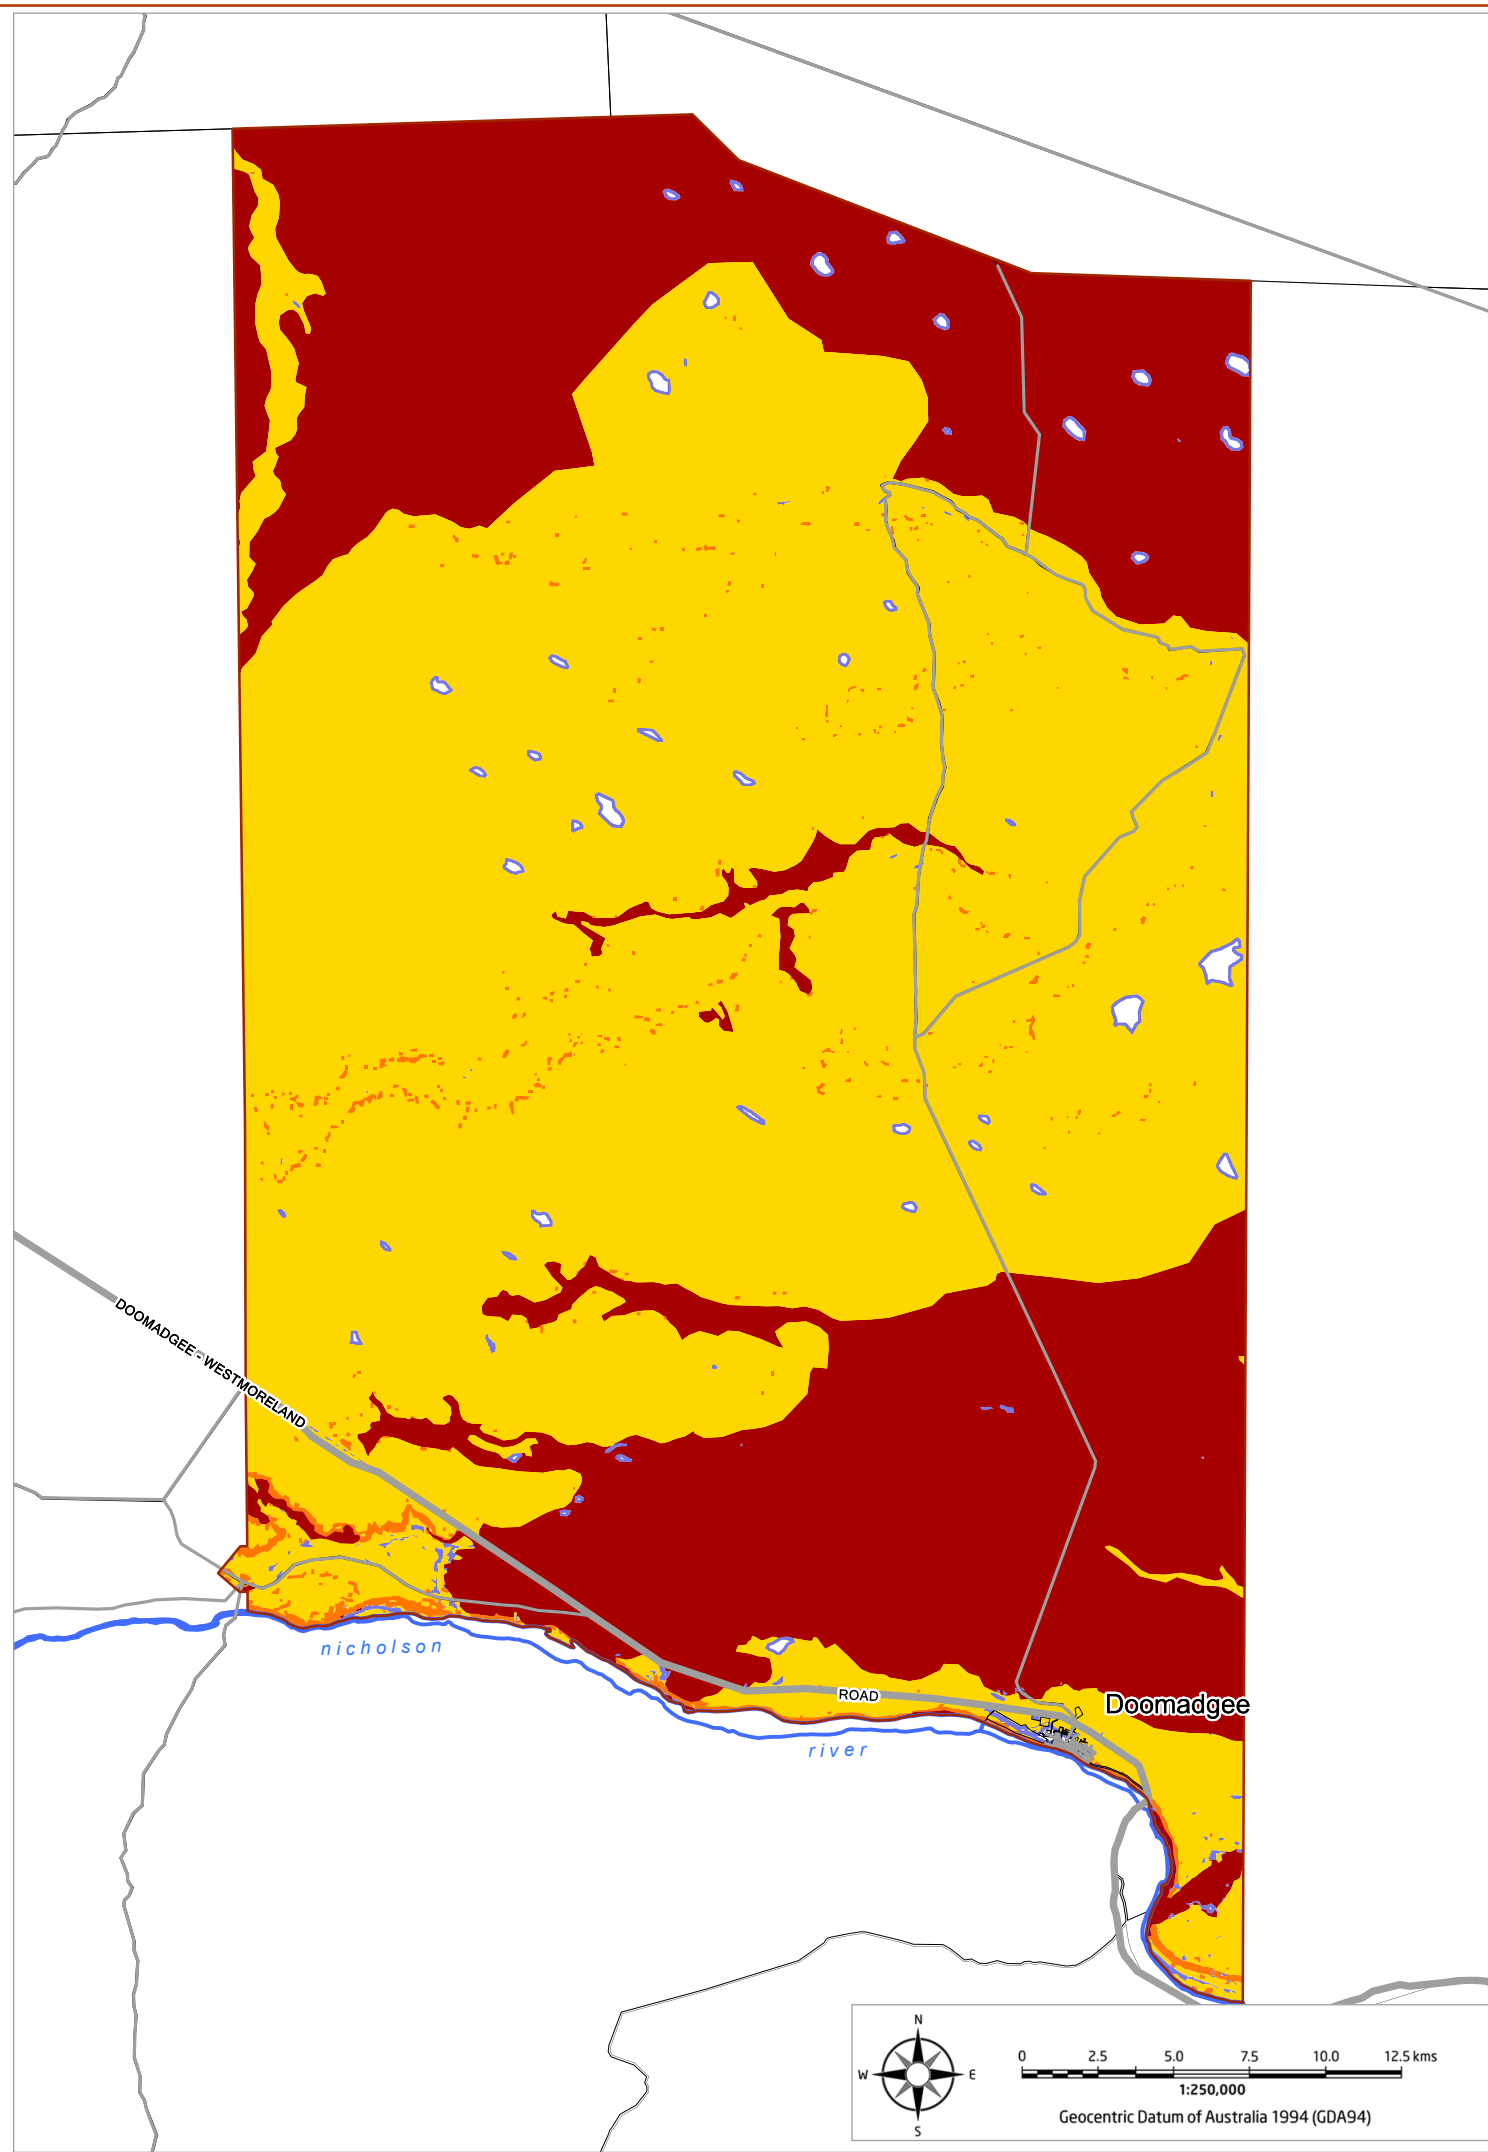 DOOMADGEE - WESTMORELAND
nicholson
ROAD
Doomadgee
river
N
W E
S
0 2.5 5.0 7.5 10.0 12.5 kms
1:250,000
Geocentric Datum of Australia 1994 (GDA94)